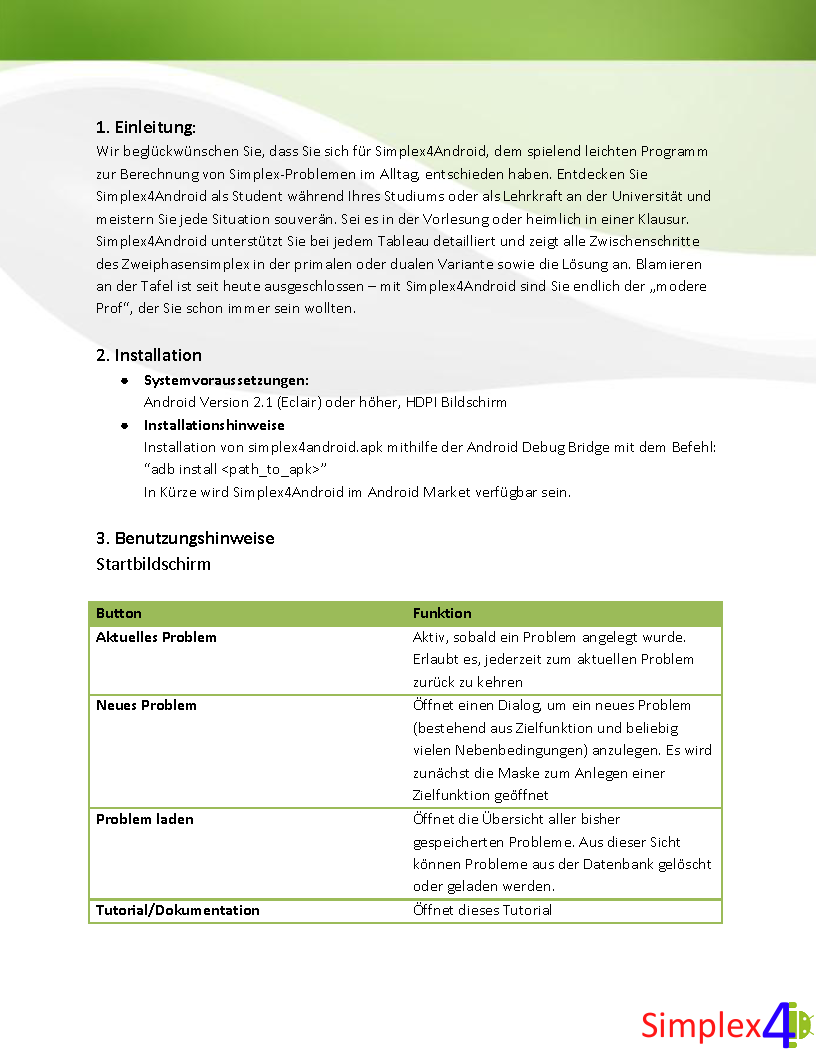 1. Einleitung:
Wir beglückwünschen Sie, dass Sie sich für Simplex4Android, dem spielend leichten Programm
zur Berechnung von Simplex-Problemen im Alltag, entschieden haben. Entdecken Sie
Simplex4Android als Student während Ihres Studiums oder als Lehrkraft an der Universität und
meistern Sie jede Situation souverän. Sei es in der Vorlesung oder heimlich in einer Klausur.
Simplex4Android unterstützt Sie bei jedem Tableau detailliert und zeigt alle Zwischenschritte
des Zweiphasensimplex in der primalen oder dualen Variante sowie die Lösung an. Blamieren
an der Tafel ist seit heute ausgeschlossen – mit Simplex4Android sind Sie endlich der „modere
Prof“, der Sie schon immer sein wollten.
2. Installation
● Systemvoraussetzungen:
Android Version 2.1 (Eclair) oder höher, HDPI Bildschirm
● Installationshinweise
Installation von simplex4android.apk mithilfe der Android Debug Bridge mit dem Befehl:
“adb install <path_to_apk>”
In Kürze wird Simplex4Android im Android Market verfügbar sein.
3. Benutzungshinweise
Startbildschirm
Button Funktion
Aktuelles Problem Aktiv, sobald ein Problem angelegt wurde.
Erlaubt es, jederzeit zum aktuellen Problem
zurück zu kehren
Neues Problem Öffnet einen Dialog, um ein neues Problem
(bestehend aus Zielfunktion und beliebig
vielen Nebenbedingungen) anzulegen. Es wird
zunächst die Maske zum Anlegen einer
Zielfunktion geöffnet
Problem laden Öffnet die Übersicht aller bisher
gespeicherten Probleme. Aus dieser Sicht
können Probleme aus der Datenbank gelöscht
oder geladen werden.
Tutorial/Dokumentation Öffnet dieses Tutorial
Simplex4